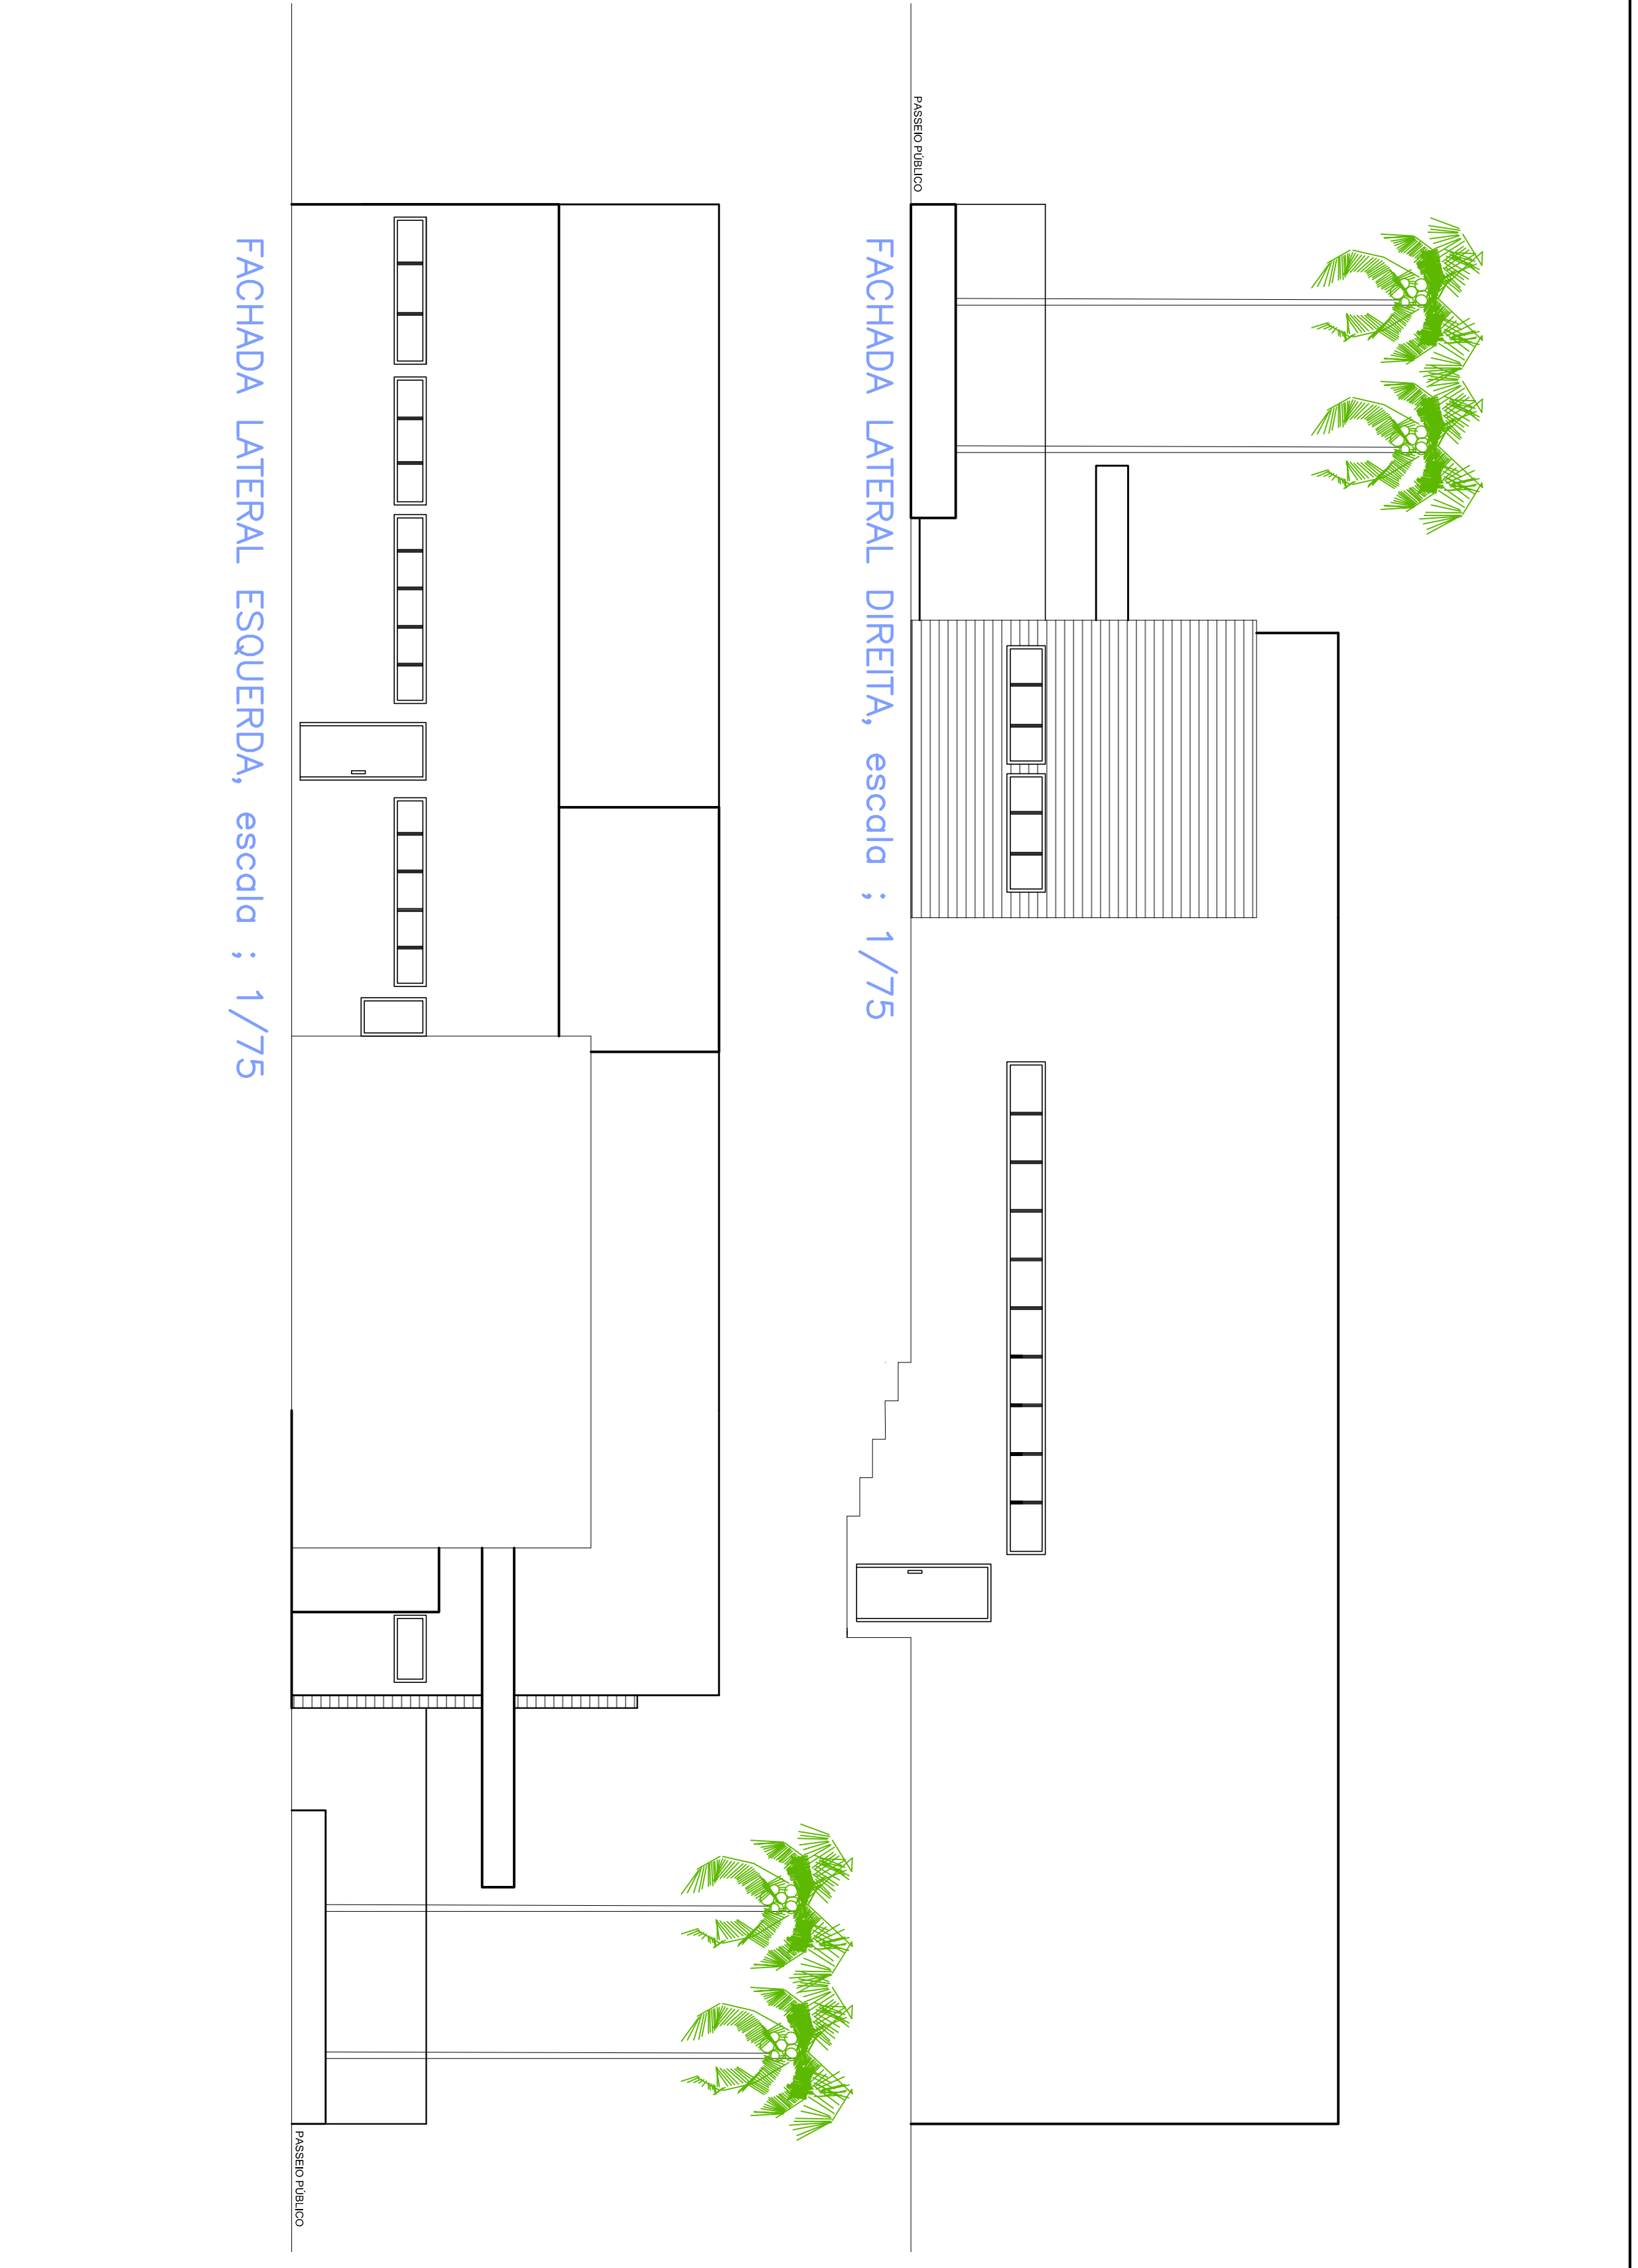 PASSEIO PÚBLICO
FACHADA LATERAL DIREITA, escala ; 1/75
FACHADA LATERAL ESQUERDA, escala ; 1/75
PASSEIO PÚBLICO